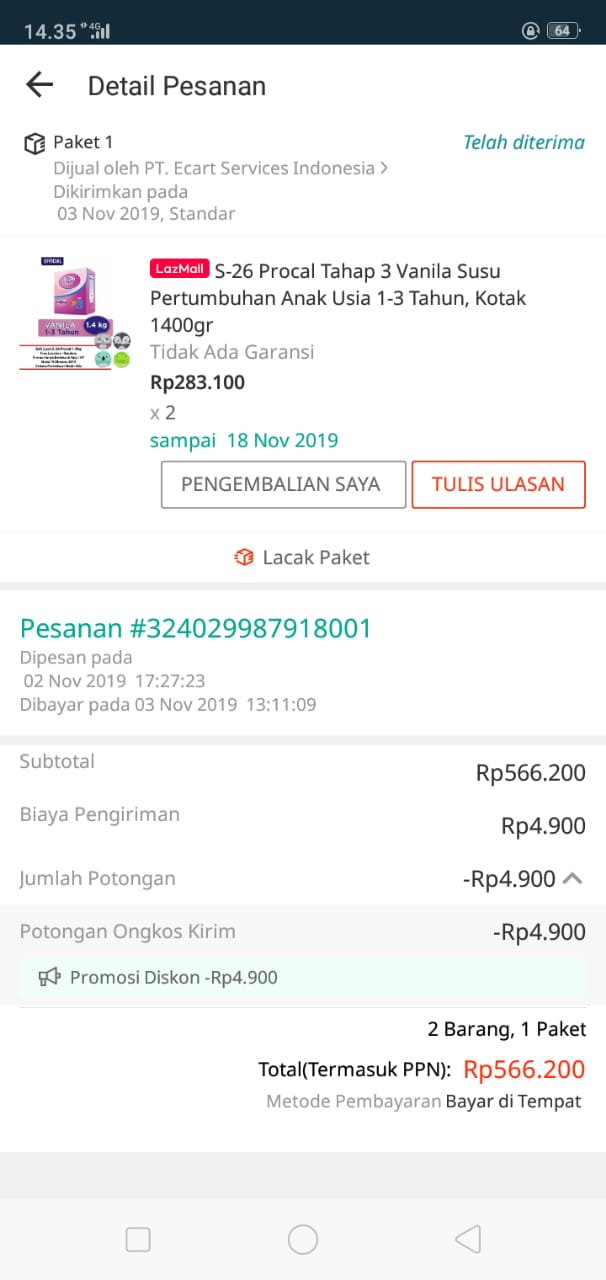 14.35 4G 64
Detail Pesanan
Paket 1
Telah diterima
Dijual oleh PT. Ecart Services Indonesia >
Dikirimkan pada
03 Nov 2019, Standar
OFFICIAL
S-26
VANILA
1-3 Tahun
1.4 kg
LazMall S-26 Procal Tahap 3 Vanila Susu
Pertumbuhan Anak Usia 1-3 Tahun, Kotak
1400gr
Tidak Ada Garansi
Rp283.100
x 2
sampai 18 Nov 2019
PENGEMBALIAN SAYA
TULIS ULASAN
Lacak Paket
Pesanan #324029987918001
Dipesan pada
02 Nov 2019 17:27:23
Dibayar pada 03 Nov 2019 13:11:09
Subtotal
Rp566.200
Biaya Pengiriman
Rp4.900
Jumlah Potongan
-Rp4.900
Potongan Ongkos Kirim
-Rp4.900
Promosi Diskon -Rp4.900
2 Barang, 1 Paket
Total(Termasuk PPN): Rp566.200
Metode Pembayaran Bayar di Tempat